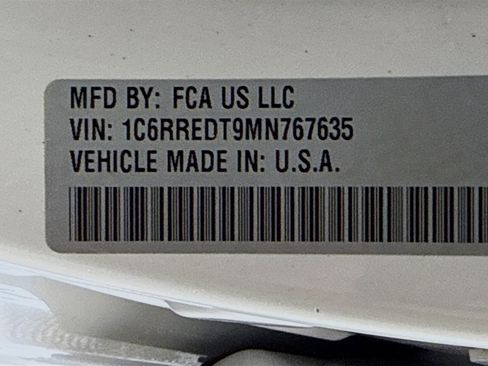 MFD BY: FCA US LLC
VIN: 1C6RREDT9MN767635
VEHICLE MADE IN: U.S.A.